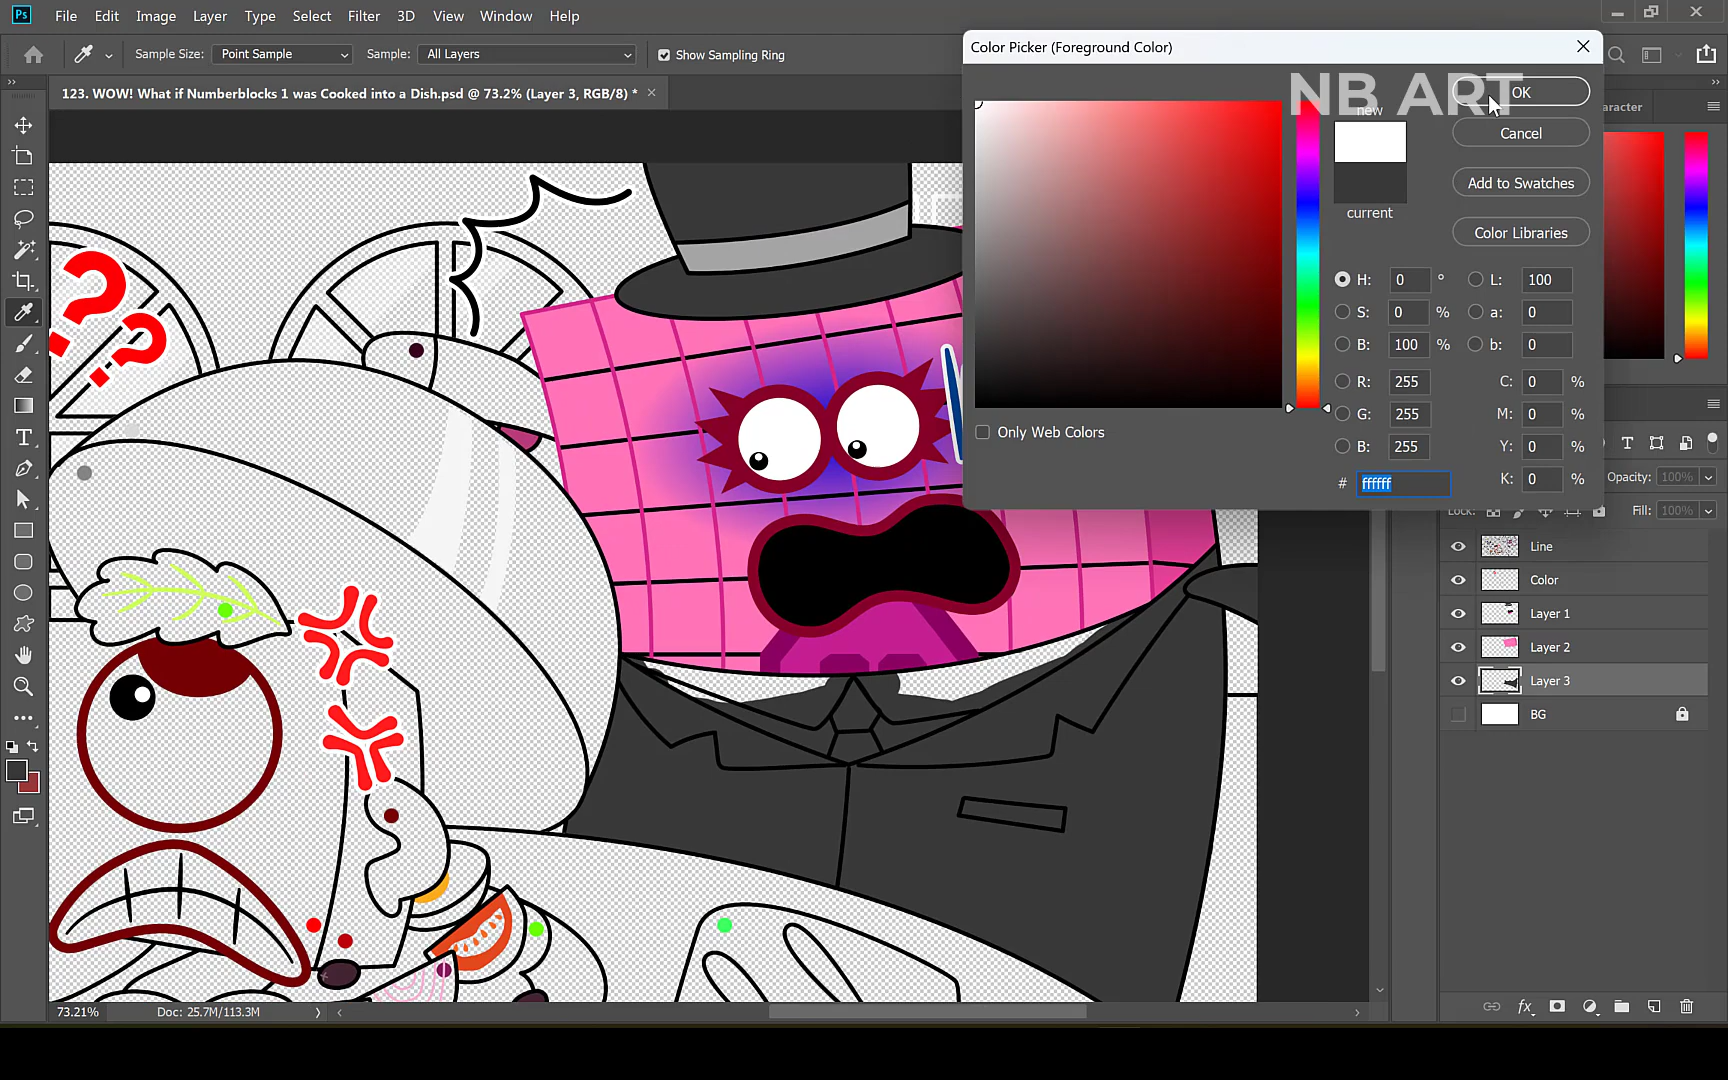 Ps File Edit Image Layer Type Select Filter 3D View Window Help
Sample Size: Point Sample Sample: All Layers Show Sampling Ring
123. WOW! What if Numberblocks 1 was Cooked into a Dish.psd @ 73.2% (Layer 3, RGB/8) *
Color Picker (Foreground Color)
NB ART
new
OK
Cancel
Add to Swatches
current
Color Libraries
H: 0 ° L: 100
S: 0 % a: 0
B: 100 % b: 0
R: 255 C: 0 %
G: 255 M: 0 %
B: 255 Y: 0 %
# ffffff K: 0 %
Only Web Colors
aracter
Opacity: 100%
Lock: Fill: 100%
Line
Color
Layer 1
Layer 2
Layer 3
BG
??
73.21% Doc: 25.7M/113.3M